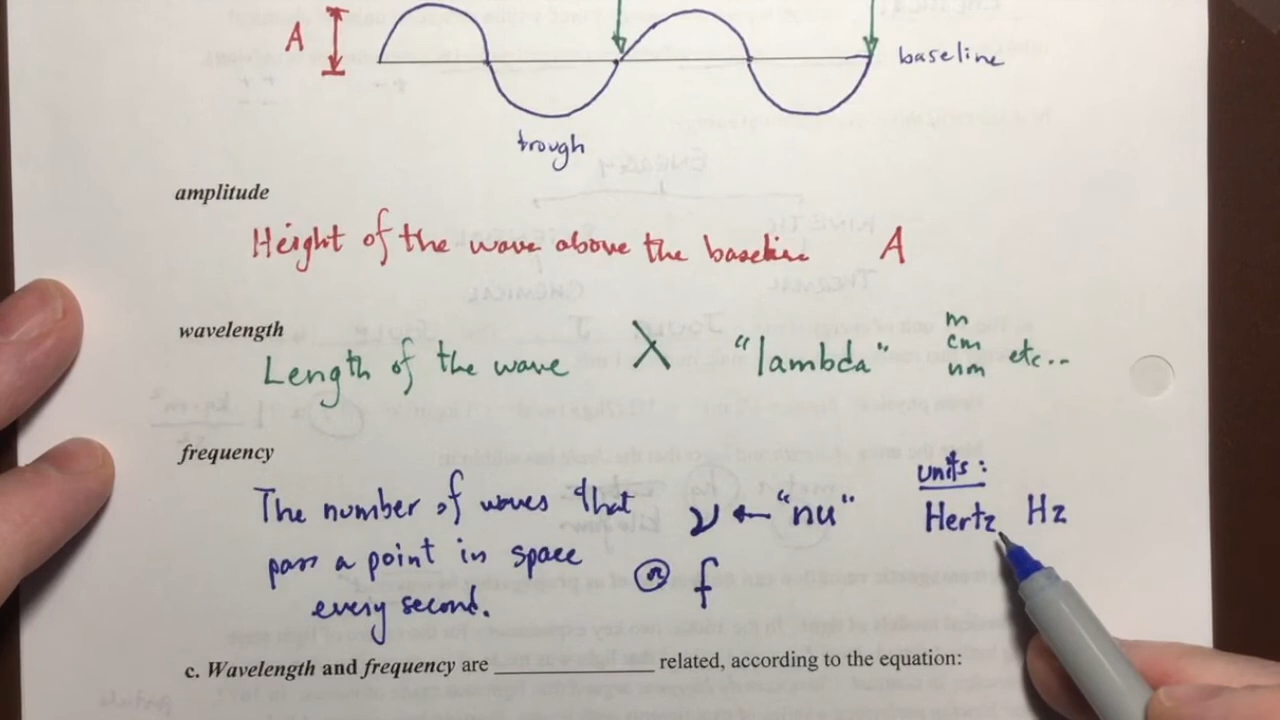 A
baseline
trough
amplitude
Height of the wave above the baseline A
wavelength
Length of the wave λ "lambda" m cm nm etc..
frequency
The number of waves that ν ← "nu" units:
Hertz Hz
pass a point in space
or f
every second.
c. Wavelength and frequency are ____________ related, according to the equation: